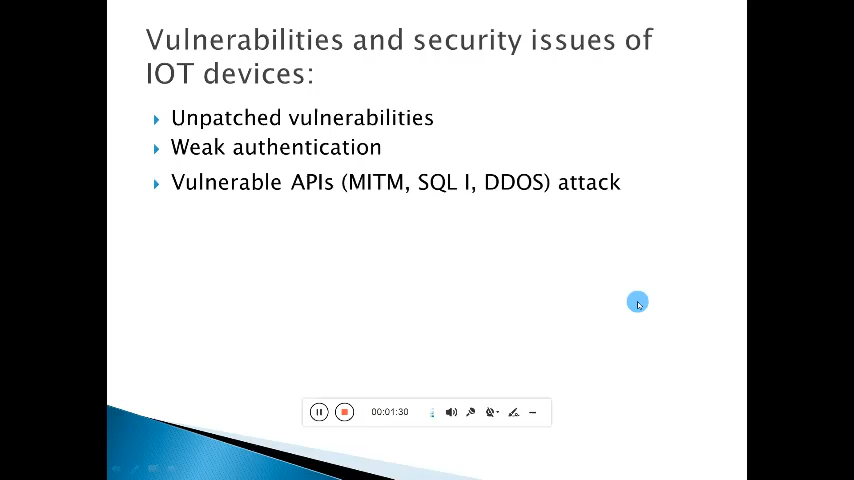 Vulnerabilities and security issues of
IOT devices:
Unpatched vulnerabilities
Weak authentication
Vulnerable APIs (MITM, SQL I, DDOS) attack
00:01:30